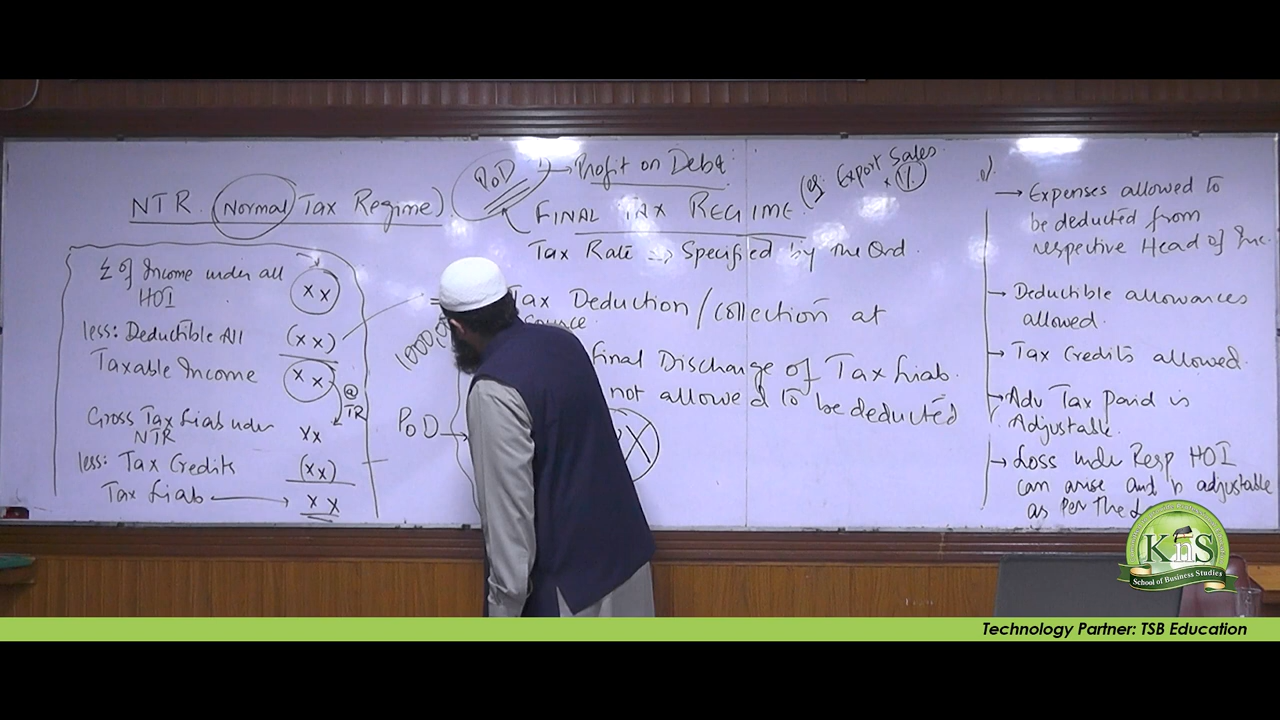 NTR (Normal Tax Regime)
Σ of Income under all
HOI
xx
less: Deductible All
(xx)
Taxable Income
xx
@
TR
Gross Tax Liab under
NTR
xx
less: Tax Credits
(xx)
Tax Liab → xx
PoD
1) → Profit on Debt
(eg: Export Sales
x 1%)
FINAL TAX REGIME
Tax Rate → Specified by the Ord.
Tax Deduction / Collection at
source
final Discharge of Tax Liab.
not allowed to be deducted
PoD →
X
→ Expenses allowed to
be deducted from
respective Head of Inc.
→ Deductible allowances
allowed.
→ Tax Credits allowed.
→ Adv Tax paid is
Adjustable.
→ Loss under Resp HOI
can arise and b adjustable
as per the
KnS
School of Business Studies
Technology Partner: TSB Education